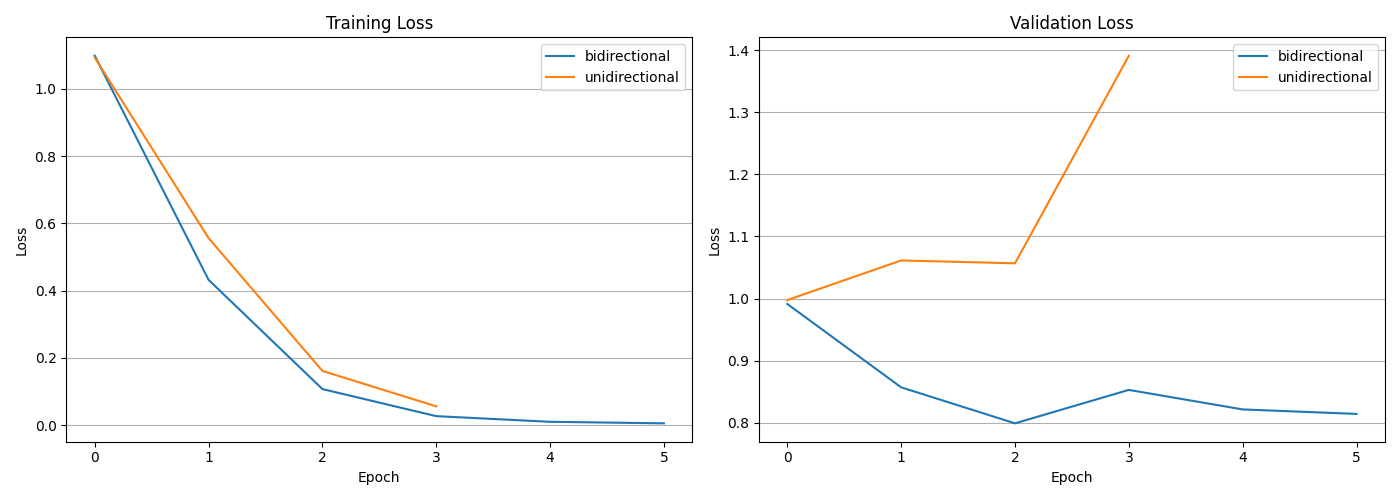 Training Loss
bidirectional
unidirectional
1.0
0.8
0.6
0.4
0.2
0.0
Loss
0 1 2 3 4 5
Epoch
Validation Loss
bidirectional
unidirectional
1.4
1.3
1.2
1.1
1.0
0.9
0.8
Loss
0 1 2 3 4 5
Epoch